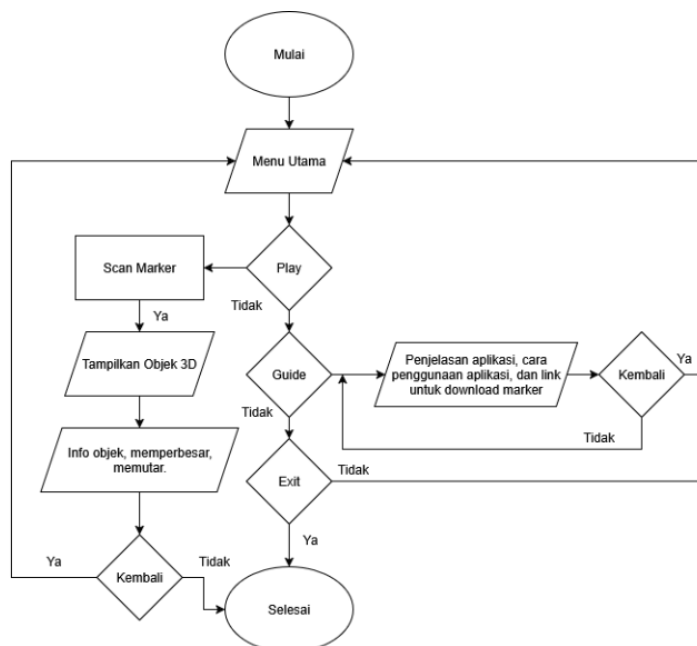 Mulai
Menu Utama
Scan Marker
Play
Ya
Tidak
Tampilkan Objek 3D
Guide
Penjelasan aplikasi, cara
penggunaan aplikasi, dan link
untuk download marker
Kembali
Ya
Tidak
Tidak
Info objek, memperbesar,
memutar.
Exit
Tidak
Ya
Ya
Kembali
Tidak
Selesai